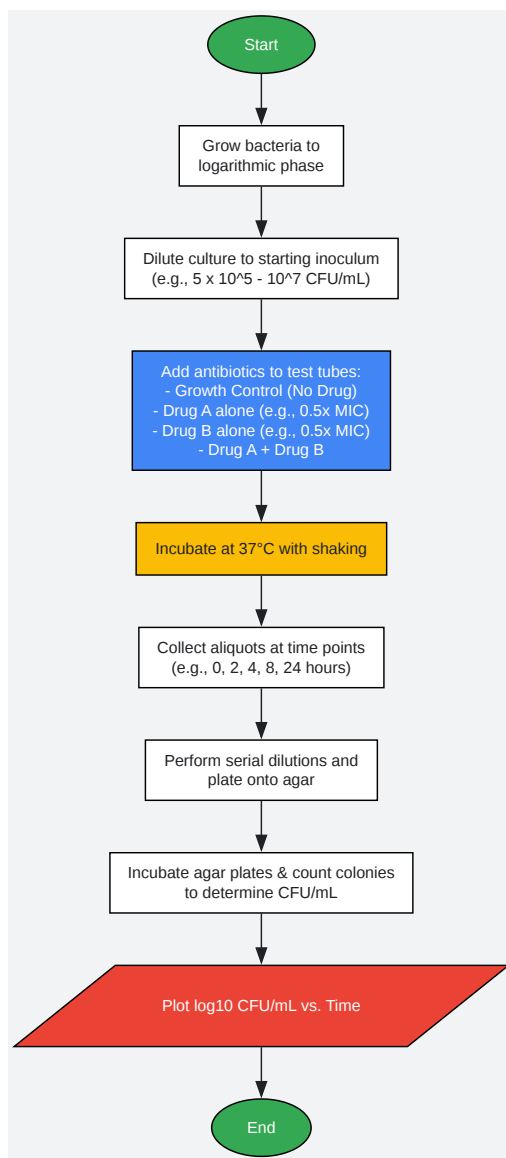 Start
Grow bacteria to
logarithmic phase
Dilute culture to starting inoculum
(e.g., 5 x 10^5 - 10^7 CFU/mL)
Add antibiotics to test tubes:
- Growth Control (No Drug)
- Drug A alone (e.g., 0.5x MIC)
- Drug B alone (e.g., 0.5x MIC)
- Drug A + Drug B
Incubate at 37°C with shaking
Collect aliquots at time points
(e.g., 0, 2, 4, 8, 24 hours)
Perform serial dilutions and
plate onto agar
Incubate agar plates & count colonies
to determine CFU/mL
Plot log10 CFU/mL vs. Time
End